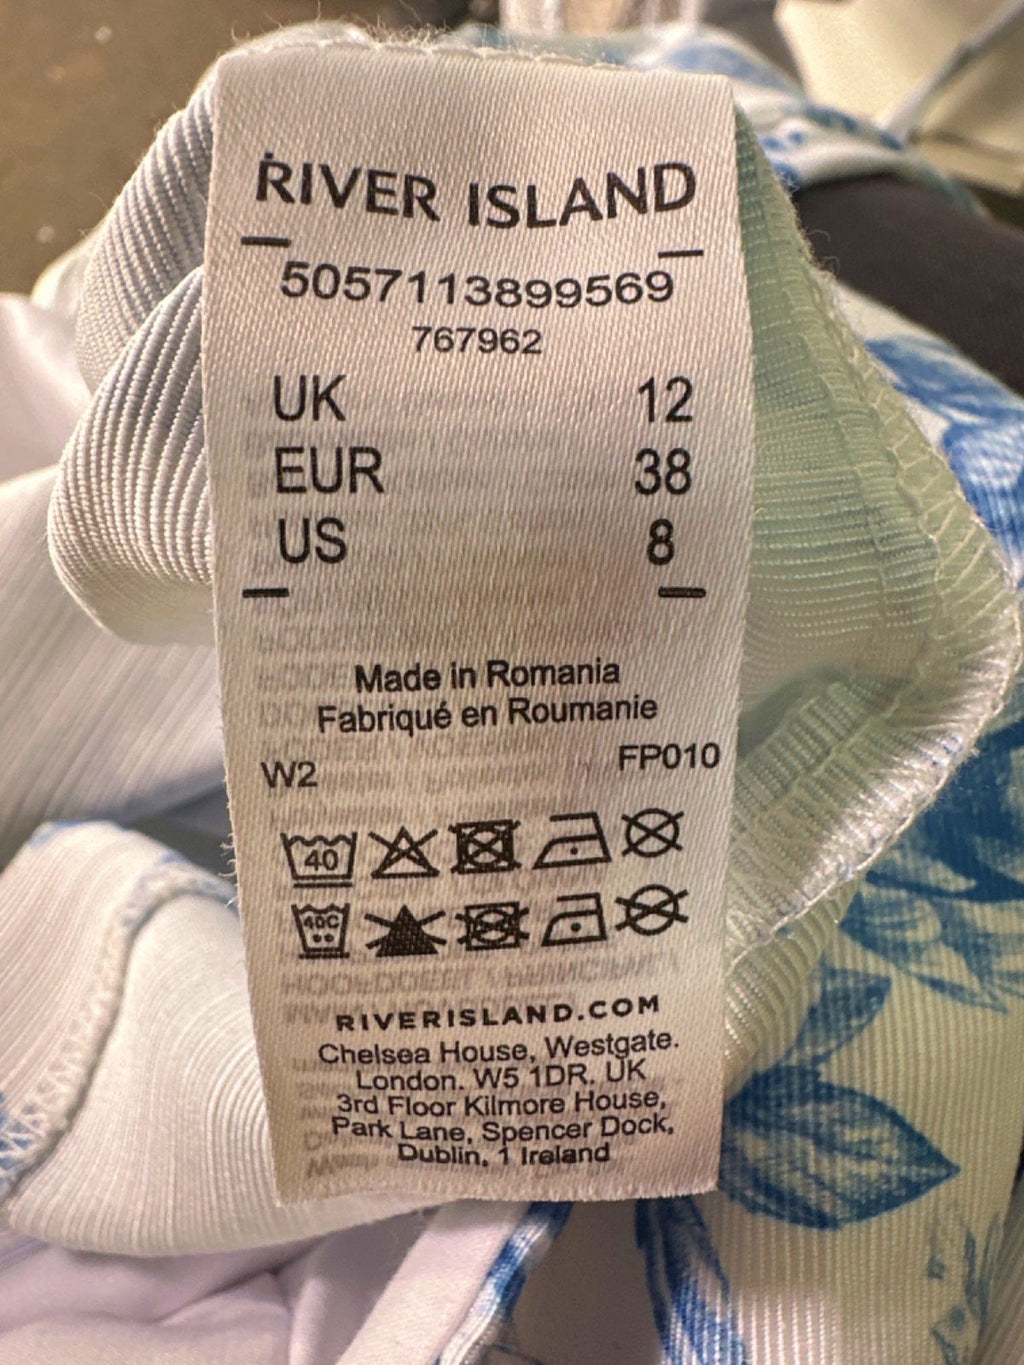 RIVER ISLAND
5057113899569
767962
UK 12
EUR 38
US 8
Made in Romania
Fabriqué en Roumanie
W2 FP010
40
40C
RIVERISLAND.COM
Chelsea House, Westgate.
London. W5 1DR. UK
3rd Floor Kilmore House,
Park Lane, Spencer Dock,
Dublin, 1 Ireland